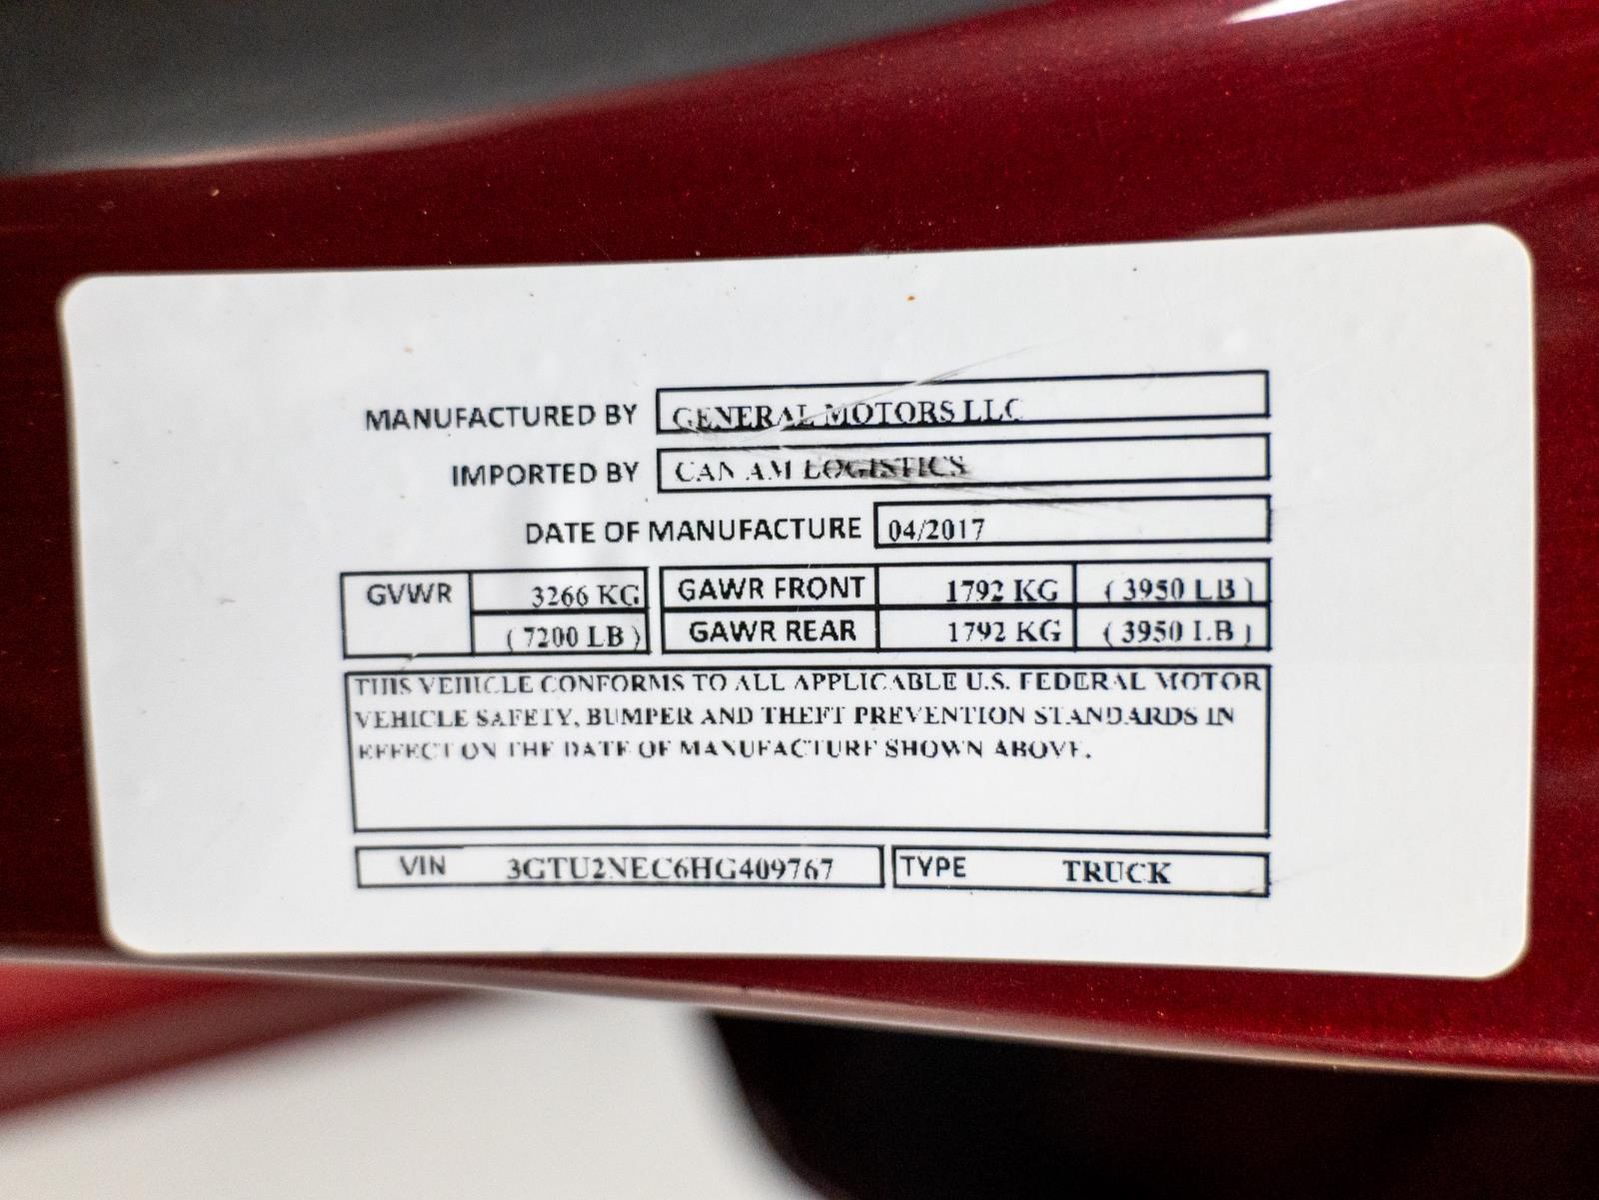 MANUFACTURED BY GENERAL MOTORS LLC
IMPORTED BY CAN AM LOGISTICS
DATE OF MANUFACTURE 04/2017
GVWR 3266 KG GAWR FRONT 1792 KG ( 3950 LB )
( 7200 LB ) GAWR REAR 1792 KG ( 3950 LB )
THIS VEHICLE CONFORMS TO ALL APPLICABLE U.S. FEDERAL MOTOR
VEHICLE SAFETY, BUMPER AND THEFT PREVENTION STANDARDS IN
EFFECT ON THE DATE OF MANUFACTURE SHOWN ABOVE.
VIN 3GTU2NEC6HG409767 TYPE TRUCK